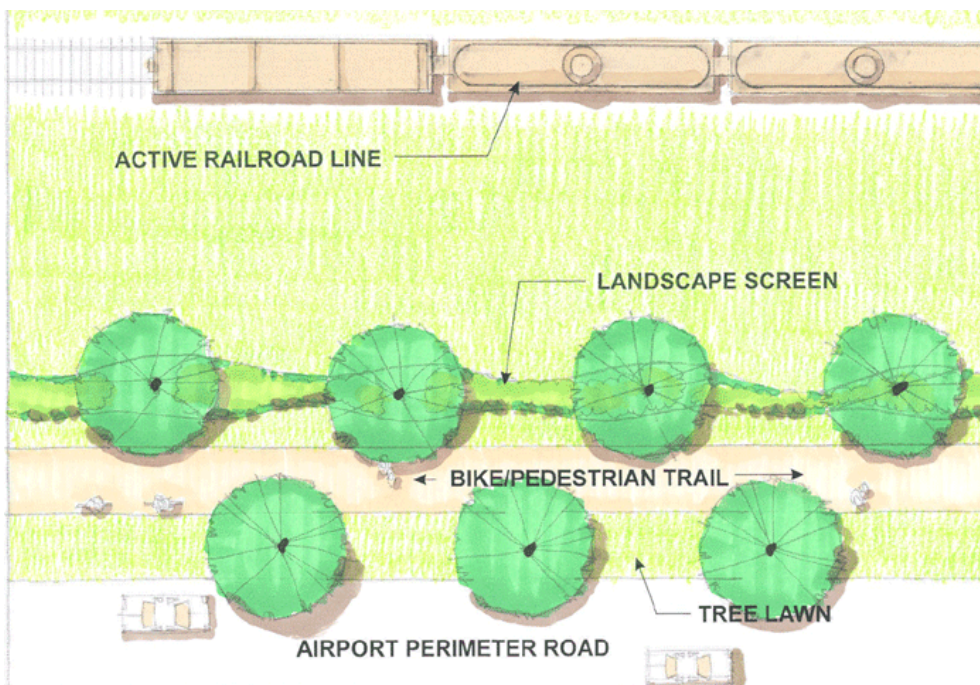 ACTIVE RAILROAD LINE
LANDSCAPE SCREEN
BIKE/PEDESTRIAN TRAIL
TREE LAWN
AIRPORT PERIMETER ROAD